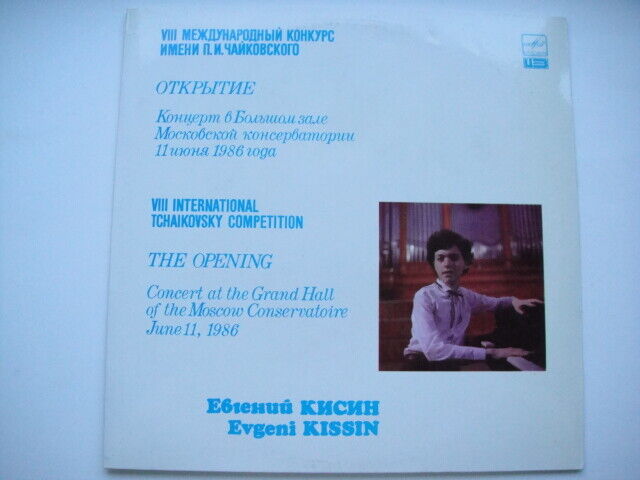 VIII МЕЖДУНАРОДНЫЙ КОНКУРС
ИМЕНИ П.И.ЧАЙКОВСКОГО
ОТКРЫТИЕ
Концерт в Большом зале
Московской консерватории
11 июня 1986 года
VIII INTERNATIONAL
TCHAIKOVSKY COMPETITION
THE OPENING
Concert at the Grand Hall
of the Moscow Conservatoire
June 11, 1986
Евгений КИСИН
Evgeni KISSIN